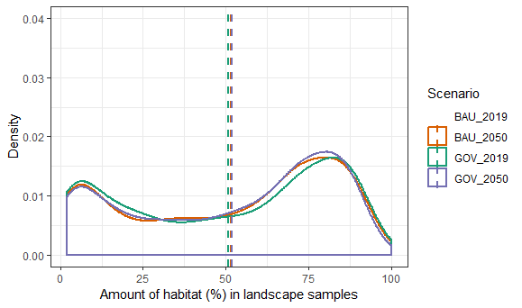 0.04
0.03
0.02
0.01
0.00
Density
0
25
50
75
100
Amount of habitat (%) in landscape samples
Scenario
BAU_2019
BAU_2050
GOV_2019
GOV_2050